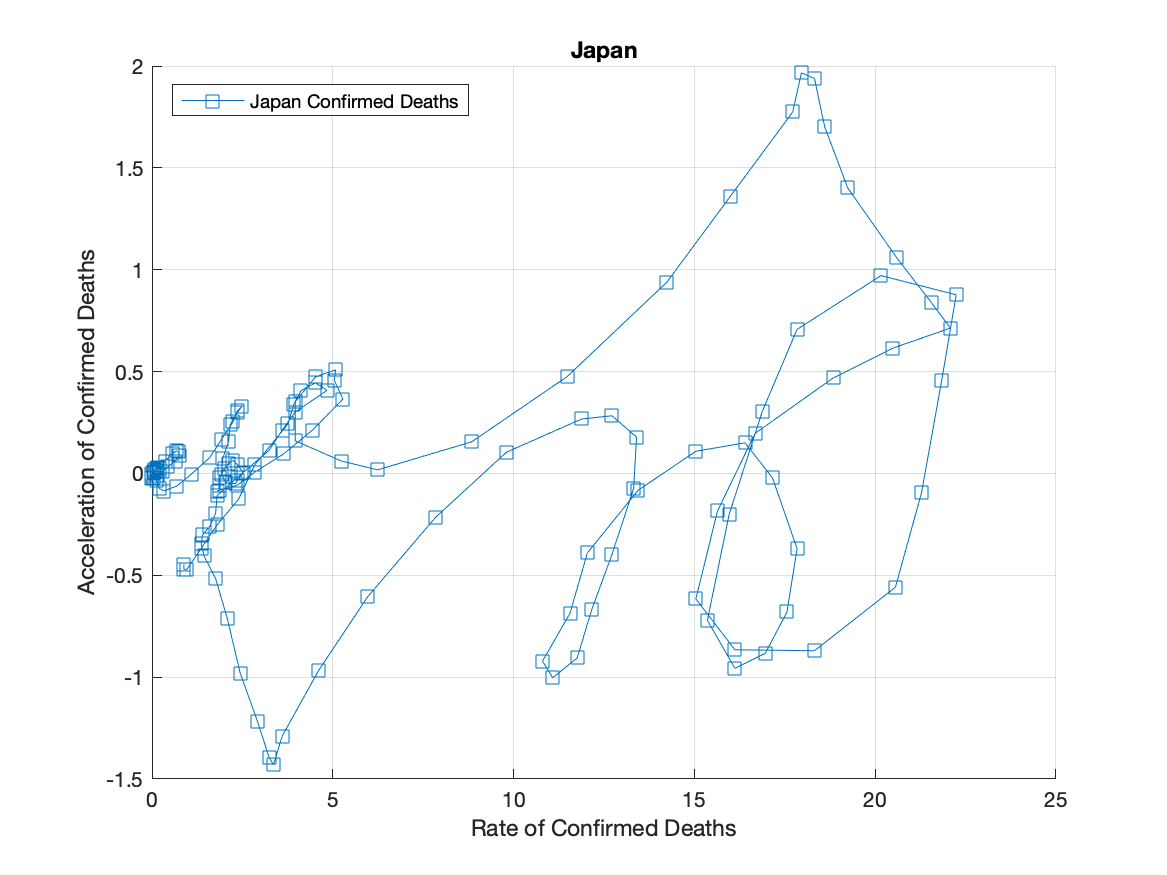 Japan
Japan Confirmed Deaths
2
1.5
1
0.5
0
-0.5
-1
-1.5
Acceleration of Confirmed Deaths
0 5 10 15 20 25
Rate of Confirmed Deaths